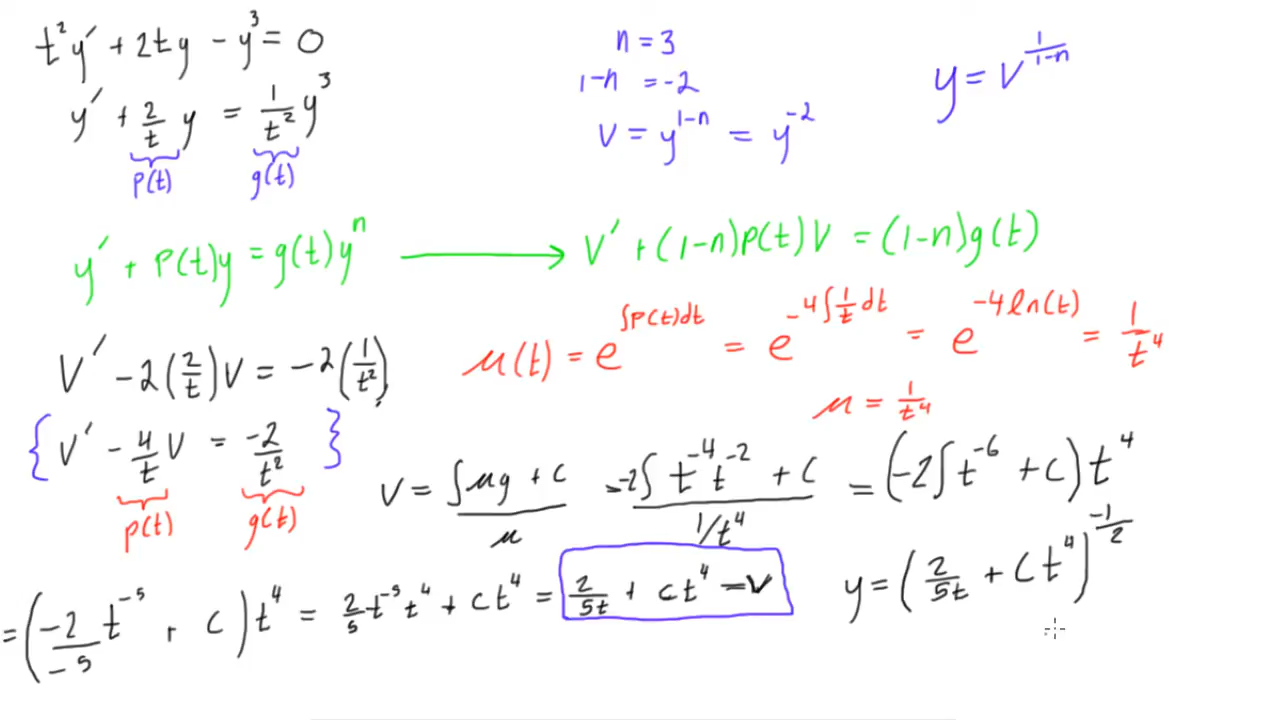 t²y′ + 2ty − y³ = 0
y′ + 2/t y = 1/t² y³
p(t) g(t)
n = 3
1−n = −2
V = y^(1−n) = y^(−2)
y = V^(1/(1−n))
y′ + P(t)y = g(t)yⁿ ⟶ V′ + (1−n)P(t)V = (1−n)g(t)
V′ − 2(2/t)V = −2(1/t²)
μ(t) = e^(∫P(t)dt) = e^(−4∫1/t dt) = e^(−4ln(t)) = 1/t⁴
μ = 1/t⁴
{ V′ − 4/t V = −2/t² }
p(t) g(t)
V = (∫μg + C)/μ = (−2∫t⁻⁴t⁻² + C)/(1/t⁴) = (−2∫t⁻⁶ + C)t⁴
= (−2/−5 t⁻⁵ + C)t⁴ = 2/5 t⁻⁵t⁴ + Ct⁴ = 2/5t + Ct⁴ = V
y = (2/5t + Ct⁴)^(−1/2)